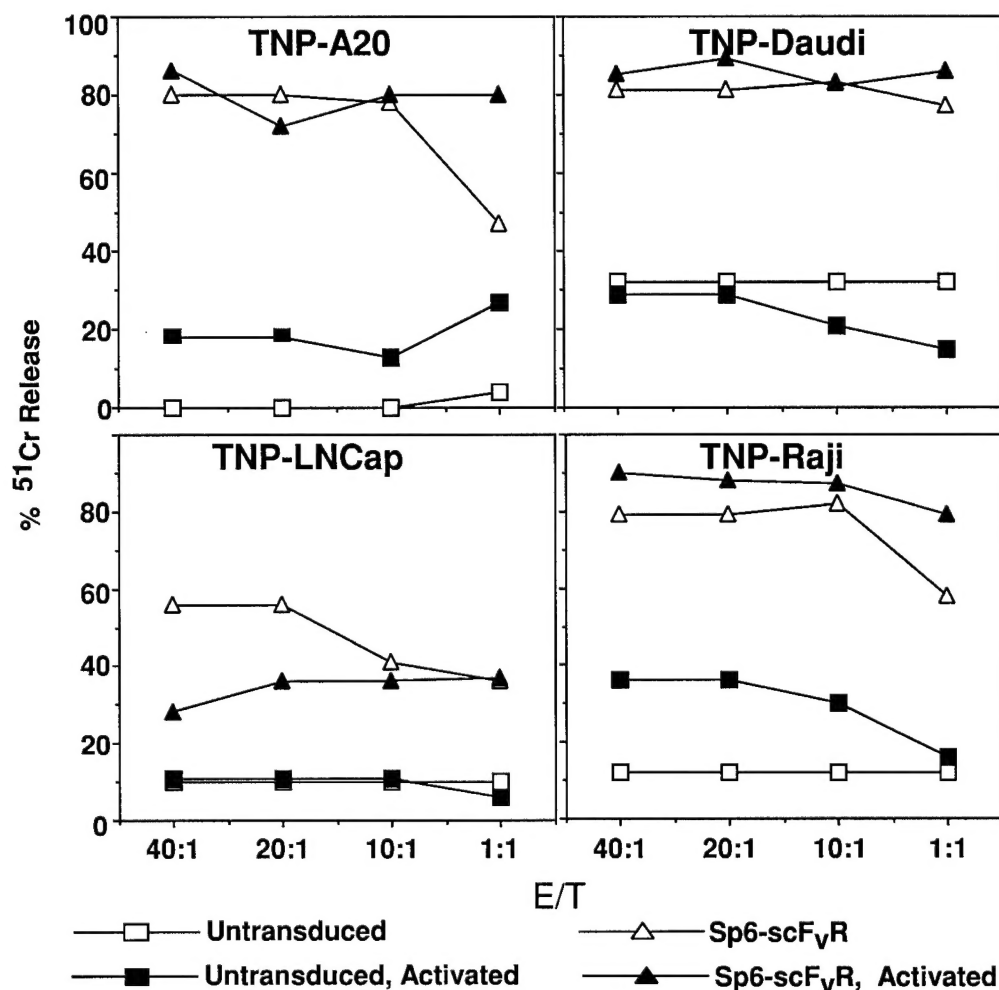 100
TNP-A20
TNP-Daudi
80
60
40
20
0
% ⁵¹Cr Release
TNP-LNCap
TNP-Raji
80
60
40
20
0
40:1 20:1 10:1 1:1
40:1 20:1 10:1 1:1
E/T
Untransduced
Sp6-scFᵥR
Untransduced, Activated
Sp6-scFᵥR, Activated